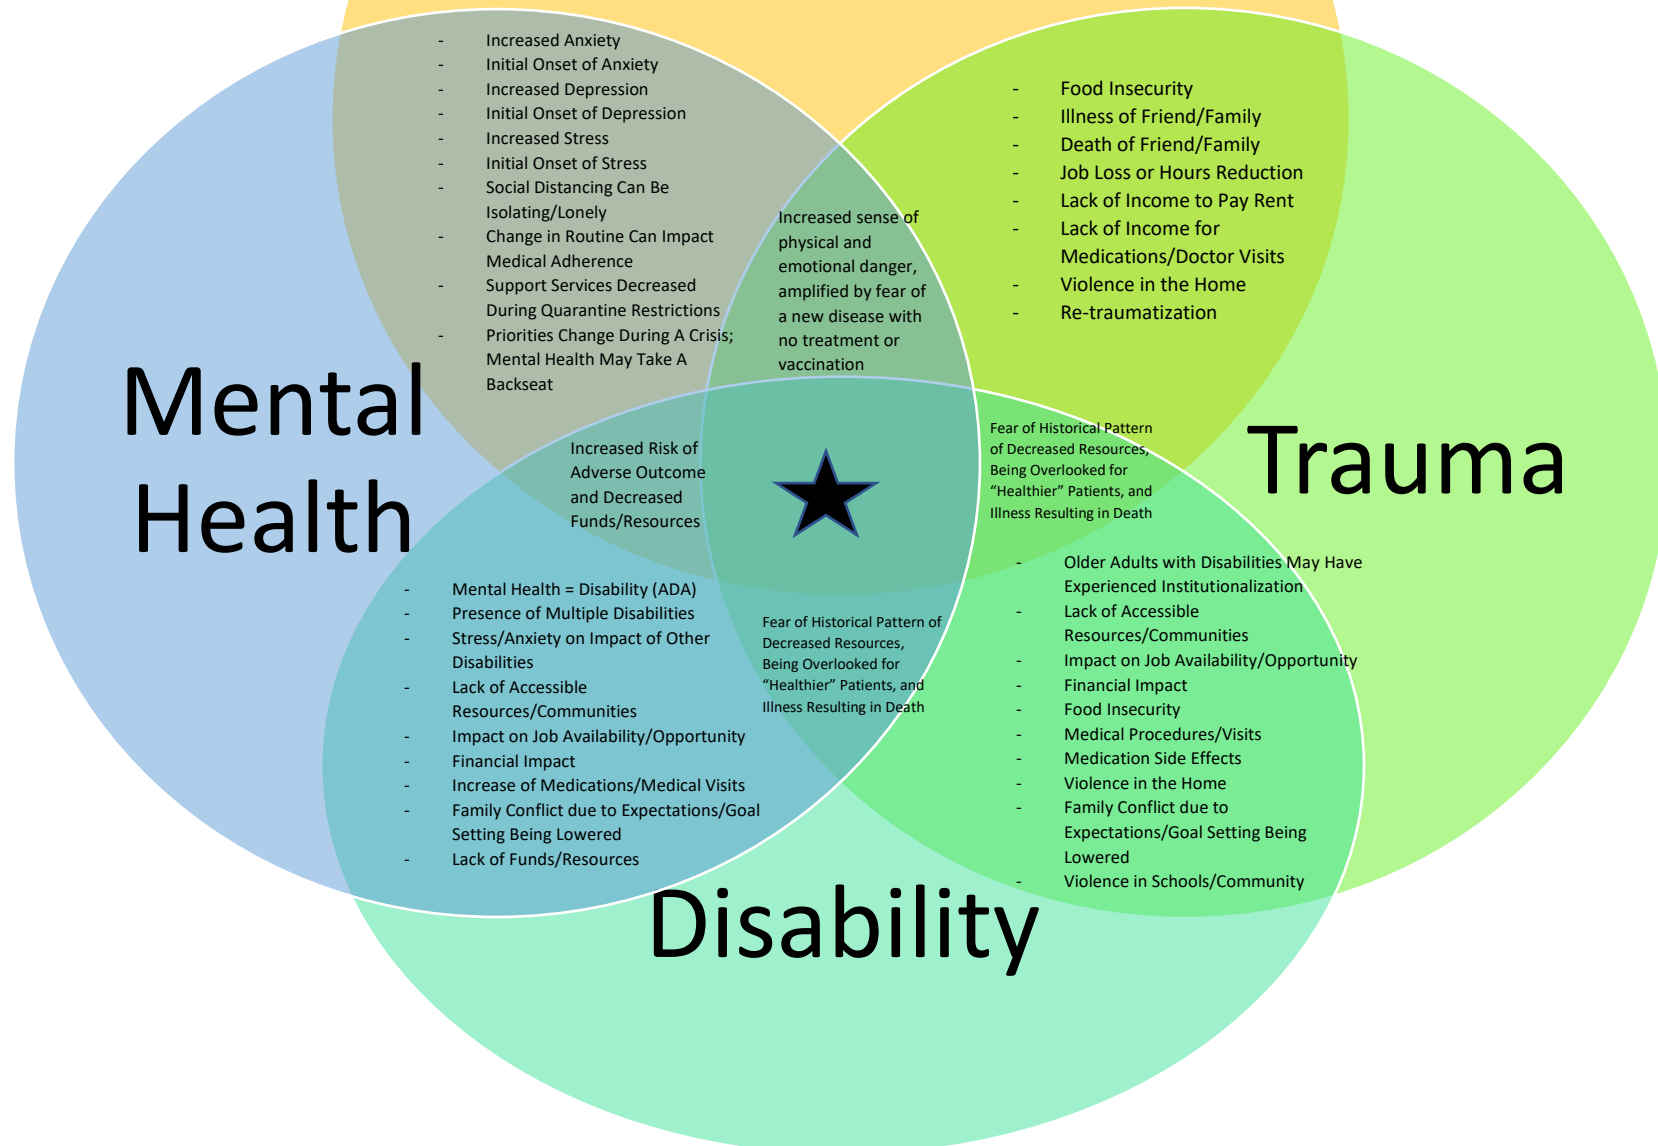 - Increased Anxiety
- Initial Onset of Anxiety
- Increased Depression
- Initial Onset of Depression
- Increased Stress
- Initial Onset of Stress
- Social Distancing Can Be
Isolating/Lonely
- Change in Routine Can Impact
Medical Adherence
- Support Services Decreased
During Quarantine Restrictions
- Priorities Change During A Crisis;
Mental Health May Take A
Backseat
- Food Insecurity
- Illness of Friend/Family
- Death of Friend/Family
- Job Loss or Hours Reduction
- Lack of Income to Pay Rent
- Lack of Income for
Medications/Doctor Visits
- Violence in the Home
- Re-traumatization
Increased sense of
physical and
emotional danger,
amplified by fear of
a new disease with
no treatment or
vaccination
Mental
Health
Trauma
Increased Risk of
Adverse Outcome
and Decreased
Funds/Resources
Fear of Historical Pattern
of Decreased Resources,
Being Overlooked for
“Healthier” Patients, and
Illness Resulting in Death
- Mental Health = Disability (ADA)
- Presence of Multiple Disabilities
- Stress/Anxiety on Impact of Other
Disabilities
- Lack of Accessible
Resources/Communities
- Impact on Job Availability/Opportunity
- Financial Impact
- Increase of Medications/Medical Visits
- Family Conflict due to Expectations/Goal
Setting Being Lowered
- Lack of Funds/Resources
Fear of Historical Pattern of
Decreased Resources,
Being Overlooked for
“Healthier” Patients, and
Illness Resulting in Death
- Older Adults with Disabilities May Have
Experienced Institutionalization
- Lack of Accessible
Resources/Communities
- Impact on Job Availability/Opportunity
- Financial Impact
- Food Insecurity
- Medical Procedures/Visits
- Medication Side Effects
- Violence in the Home
- Family Conflict due to
Expectations/Goal Setting Being
Lowered
- Violence in Schools/Community
Disability